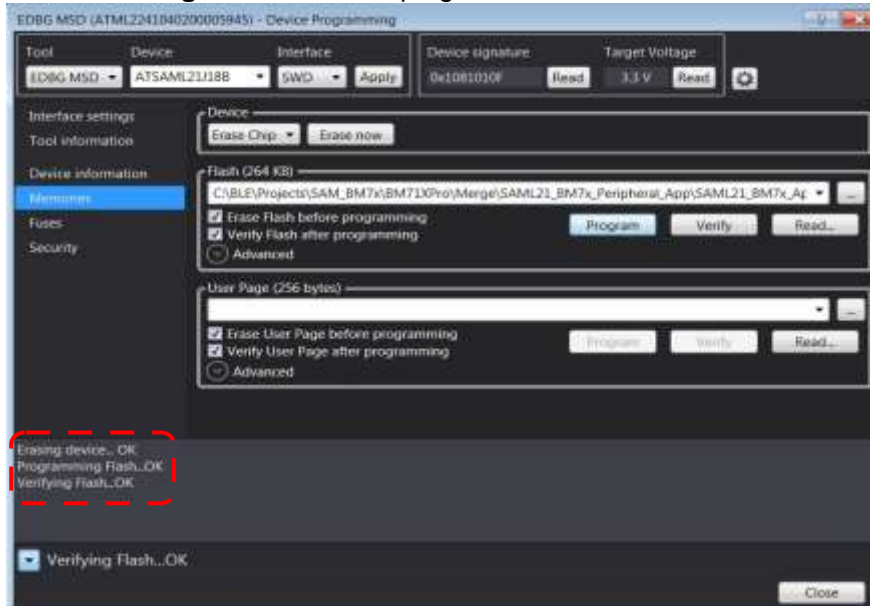 EDBG MSD (ATML2241040200005945) - Device Programming
Tool Device Interface Device signature Target Voltage
EDBG MSD ATSAML21J18B SWD Apply 0x1081010F Read 3.3 V Read
Interface settings
Tool information
Device information
Memories
Fuses
Security
Device
Erase Chip Erase now
Flash (264 KB)
C:\BLE\Projects\SAM_BM7x\BM71XPro\Merge\SAML21_BM7x_Peripheral_App\SAML21_BM7x_Ap ...
Erase Flash before programming
Verify Flash after programming
Program Verify Read...
Advanced
User Page (256 bytes)
...
Erase User Page before programming
Verify User Page after programming
Program Verify Read...
Advanced
Erasing device... OK
Programming Flash...OK
Verifying Flash...OK
Verifying Flash...OK
Close